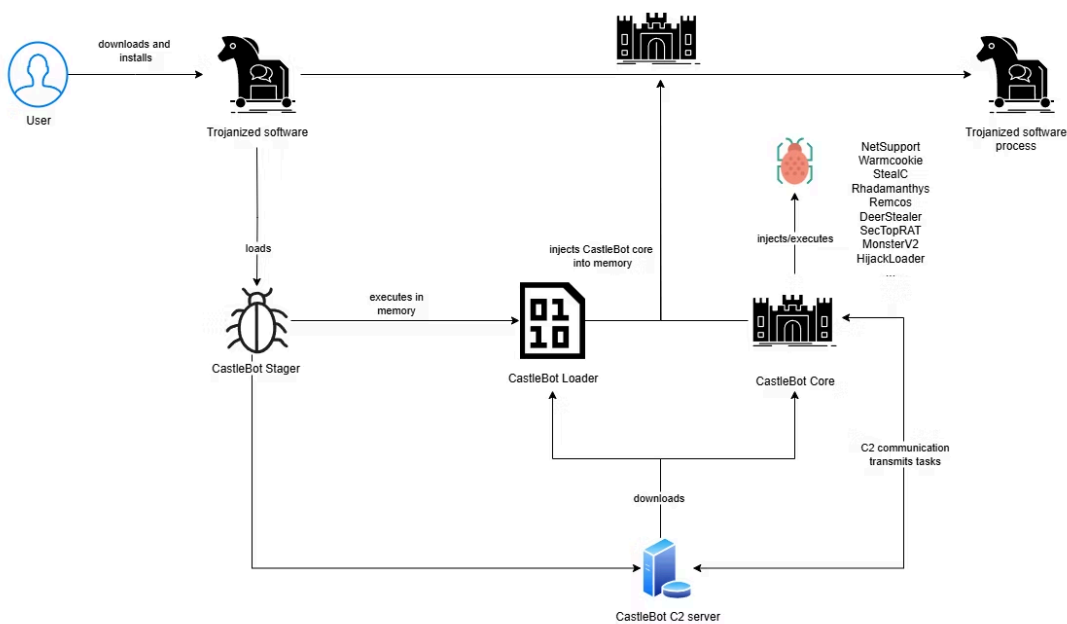 downloads and
installs
User
Trojanized software
Trojanized software
process
NetSupport
Warmcookie
StealC
Rhadamanthys
Remcos
DeerStealer
SecTopRAT
MonsterV2
HijackLoader
...
injects/executes
loads
injects CastleBot core
into memory
executes in
memory
0110
CastleBot Stager
CastleBot Loader
CastleBot Core
C2 communication
transmits tasks
downloads
CastleBot C2 server